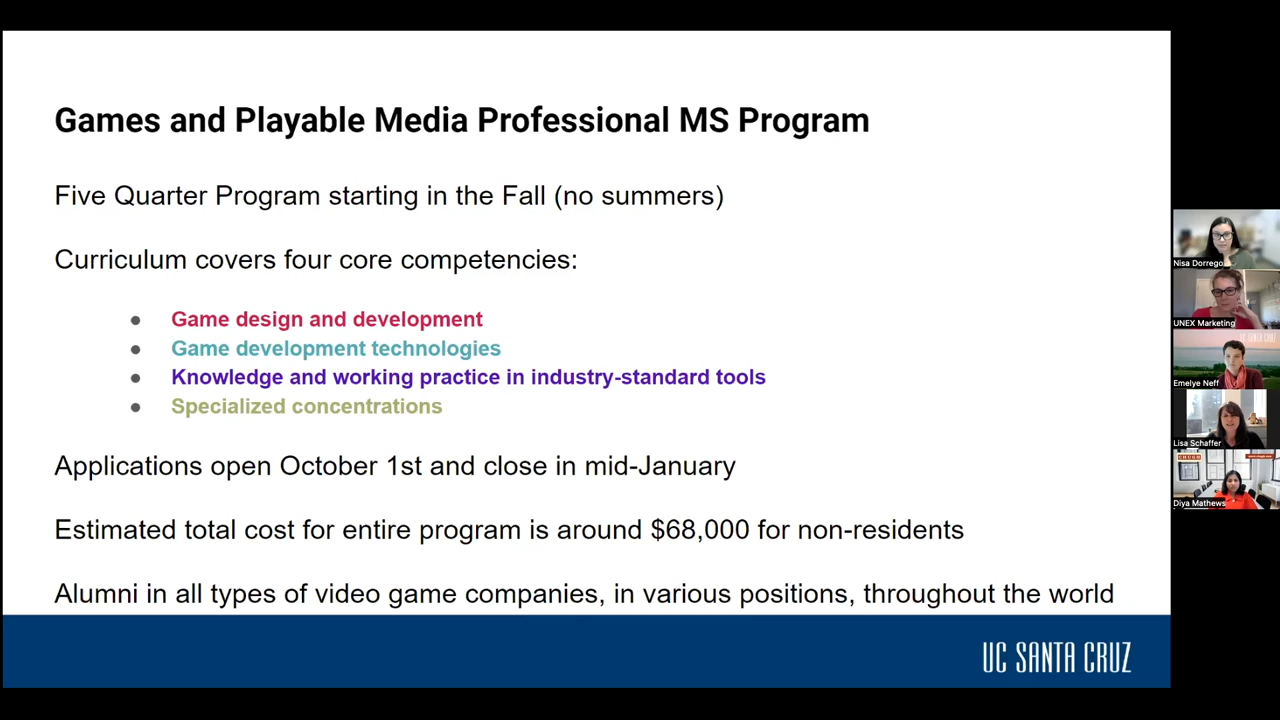 Games and Playable Media Professional MS Program
Five Quarter Program starting in the Fall (no summers)
Curriculum covers four core competencies:
● Game design and development
● Game development technologies
● Knowledge and working practice in industry-standard tools
● Specialized concentrations
Applications open October 1st and close in mid-January
Estimated total cost for entire program is around $68,000 for non-residents
Alumni in all types of video game companies, in various positions, throughout the world
UC SANTA CRUZ
Nisa Dorrego
UNEX Marketing
UC SANTA CRUZ
Emelye Neff
Lisa Schaffer
Diya Mathews